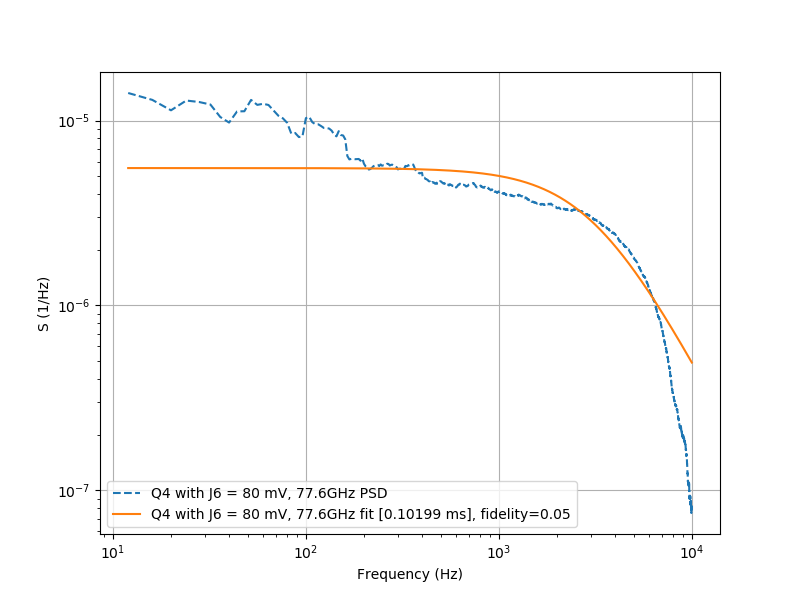 S (1/Hz)
10⁻⁵
10⁻⁶
10⁻⁷
Q4 with J6 = 80 mV, 77.6GHz PSD
Q4 with J6 = 80 mV, 77.6GHz fit [0.10199 ms], fidelity=0.05
10¹ 10² 10³ 10⁴
Frequency (Hz)